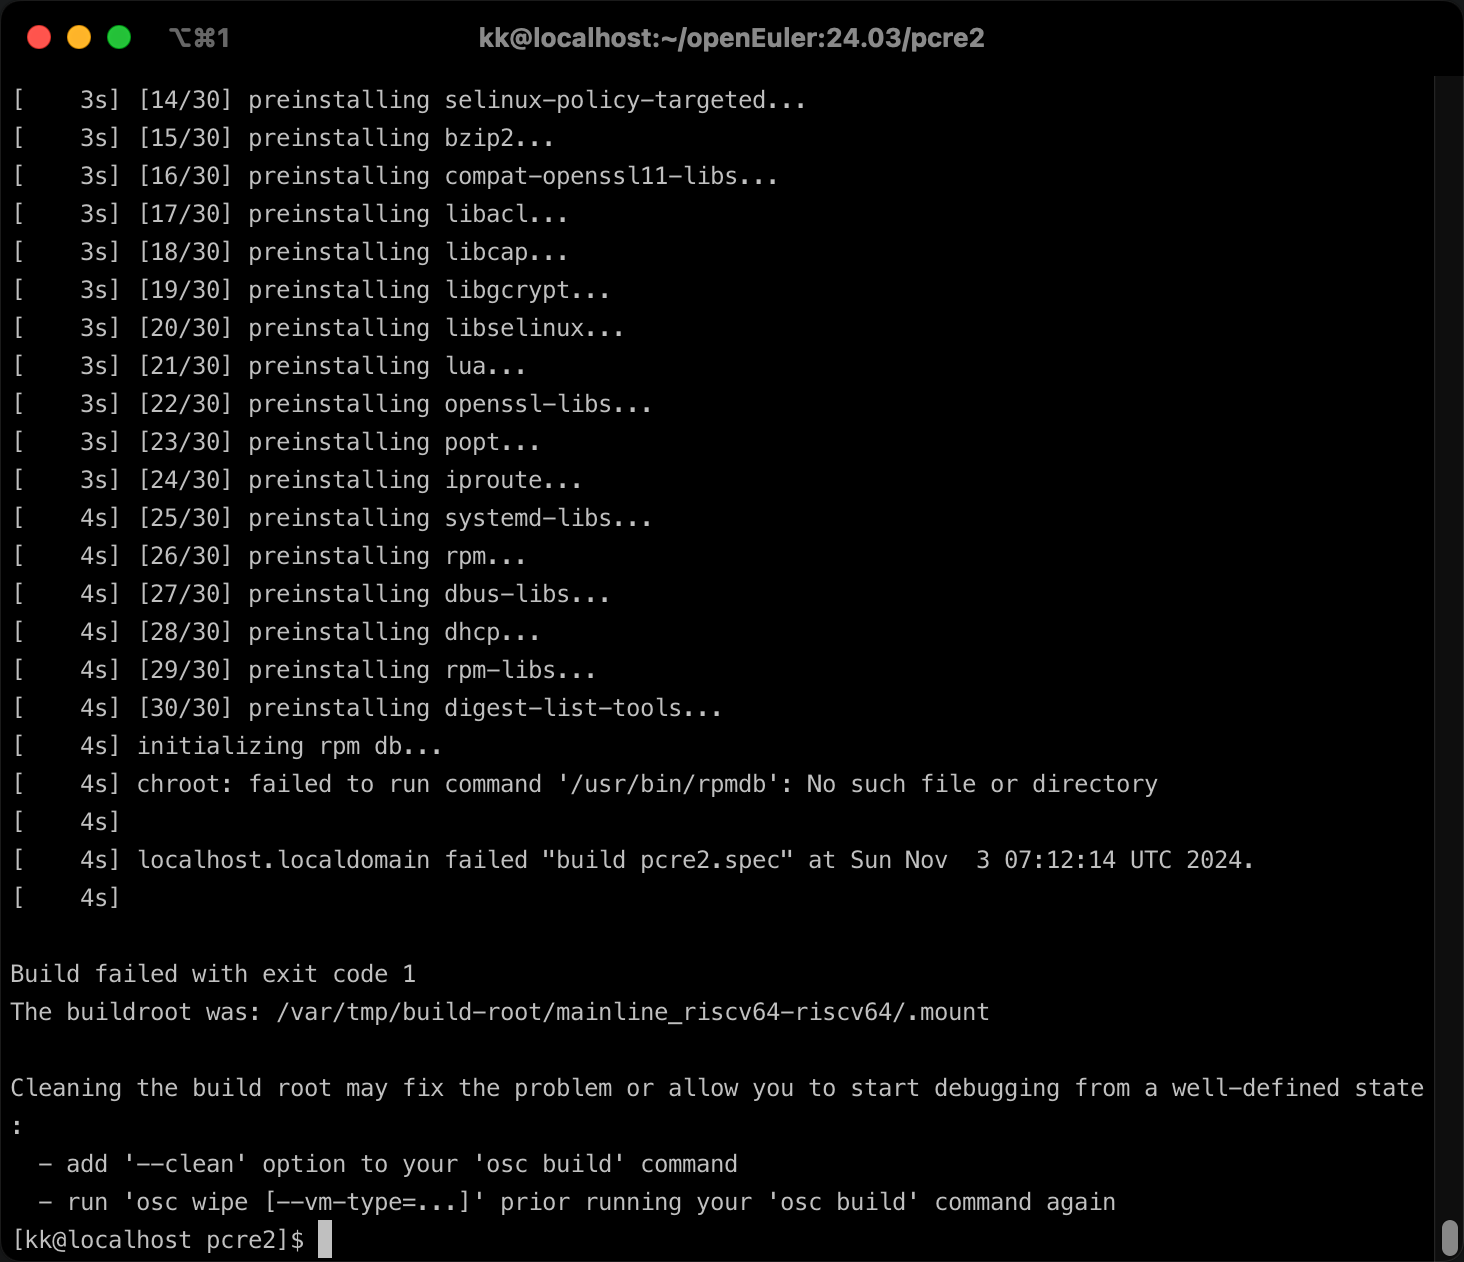 ⌥⌘1
kk@localhost:~/openEuler:24.03/pcre2
[    3s] [14/30] preinstalling selinux-policy-targeted...
[    3s] [15/30] preinstalling bzip2...
[    3s] [16/30] preinstalling compat-openssl11-libs...
[    3s] [17/30] preinstalling libacl...
[    3s] [18/30] preinstalling libcap...
[    3s] [19/30] preinstalling libgcrypt...
[    3s] [20/30] preinstalling libselinux...
[    3s] [21/30] preinstalling lua...
[    3s] [22/30] preinstalling openssl-libs...
[    3s] [23/30] preinstalling popt...
[    3s] [24/30] preinstalling iproute...
[    4s] [25/30] preinstalling systemd-libs...
[    4s] [26/30] preinstalling rpm...
[    4s] [27/30] preinstalling dbus-libs...
[    4s] [28/30] preinstalling dhcp...
[    4s] [29/30] preinstalling rpm-libs...
[    4s] [30/30] preinstalling digest-list-tools...
[    4s] initializing rpm db...
[    4s] chroot: failed to run command '/usr/bin/rpmdb': No such file or directory
[    4s]
[    4s] localhost.localdomain failed "build pcre2.spec" at Sun Nov  3 07:12:14 UTC 2024.
[    4s]
Build failed with exit code 1
The buildroot was: /var/tmp/build-root/mainline_riscv64-riscv64/.mount
Cleaning the build root may fix the problem or allow you to start debugging from a well-defined state
:
  - add '--clean' option to your 'osc build' command
  - run 'osc wipe [--vm-type=...]' prior running your 'osc build' command again
[kk@localhost pcre2]$